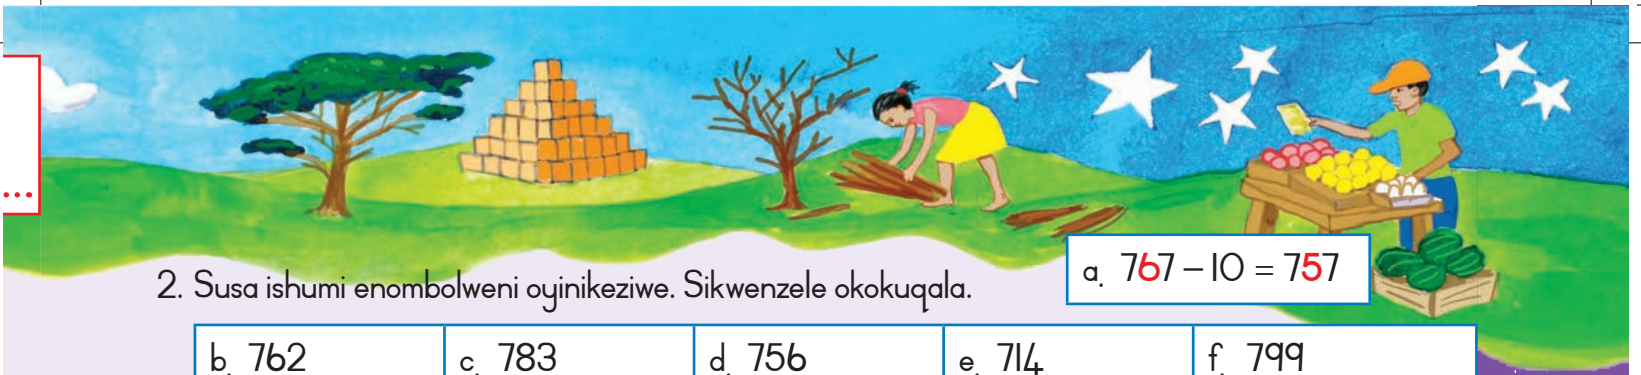 ...
2. Susa ishumi enombolweni oyinikeziwe. Sikwenzele okokuqala.
a. 767 – 10 = 757
b. 762
c. 783
d. 756
e. 714
f. 799